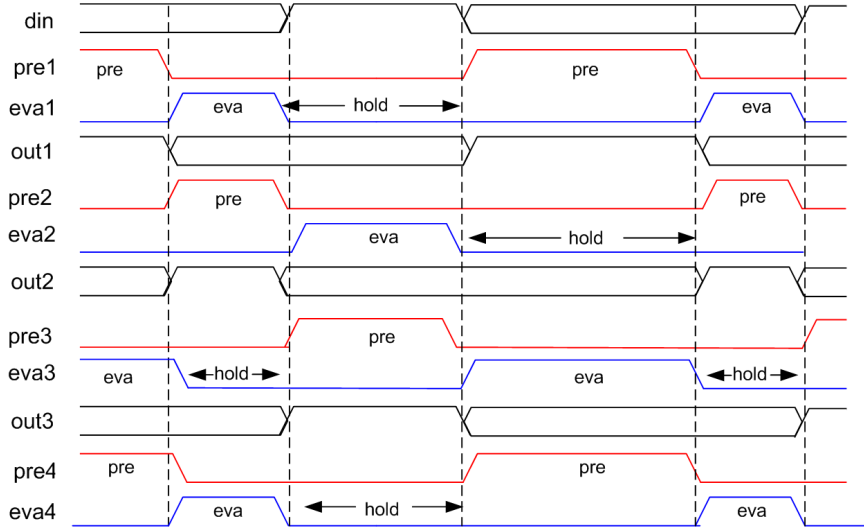 din
pre1 pre pre
eva1 eva hold eva
out1
pre2 pre pre
eva2 eva hold
out2
pre3 pre
eva3 eva hold eva hold
out3
pre4 pre pre
eva4 eva hold eva